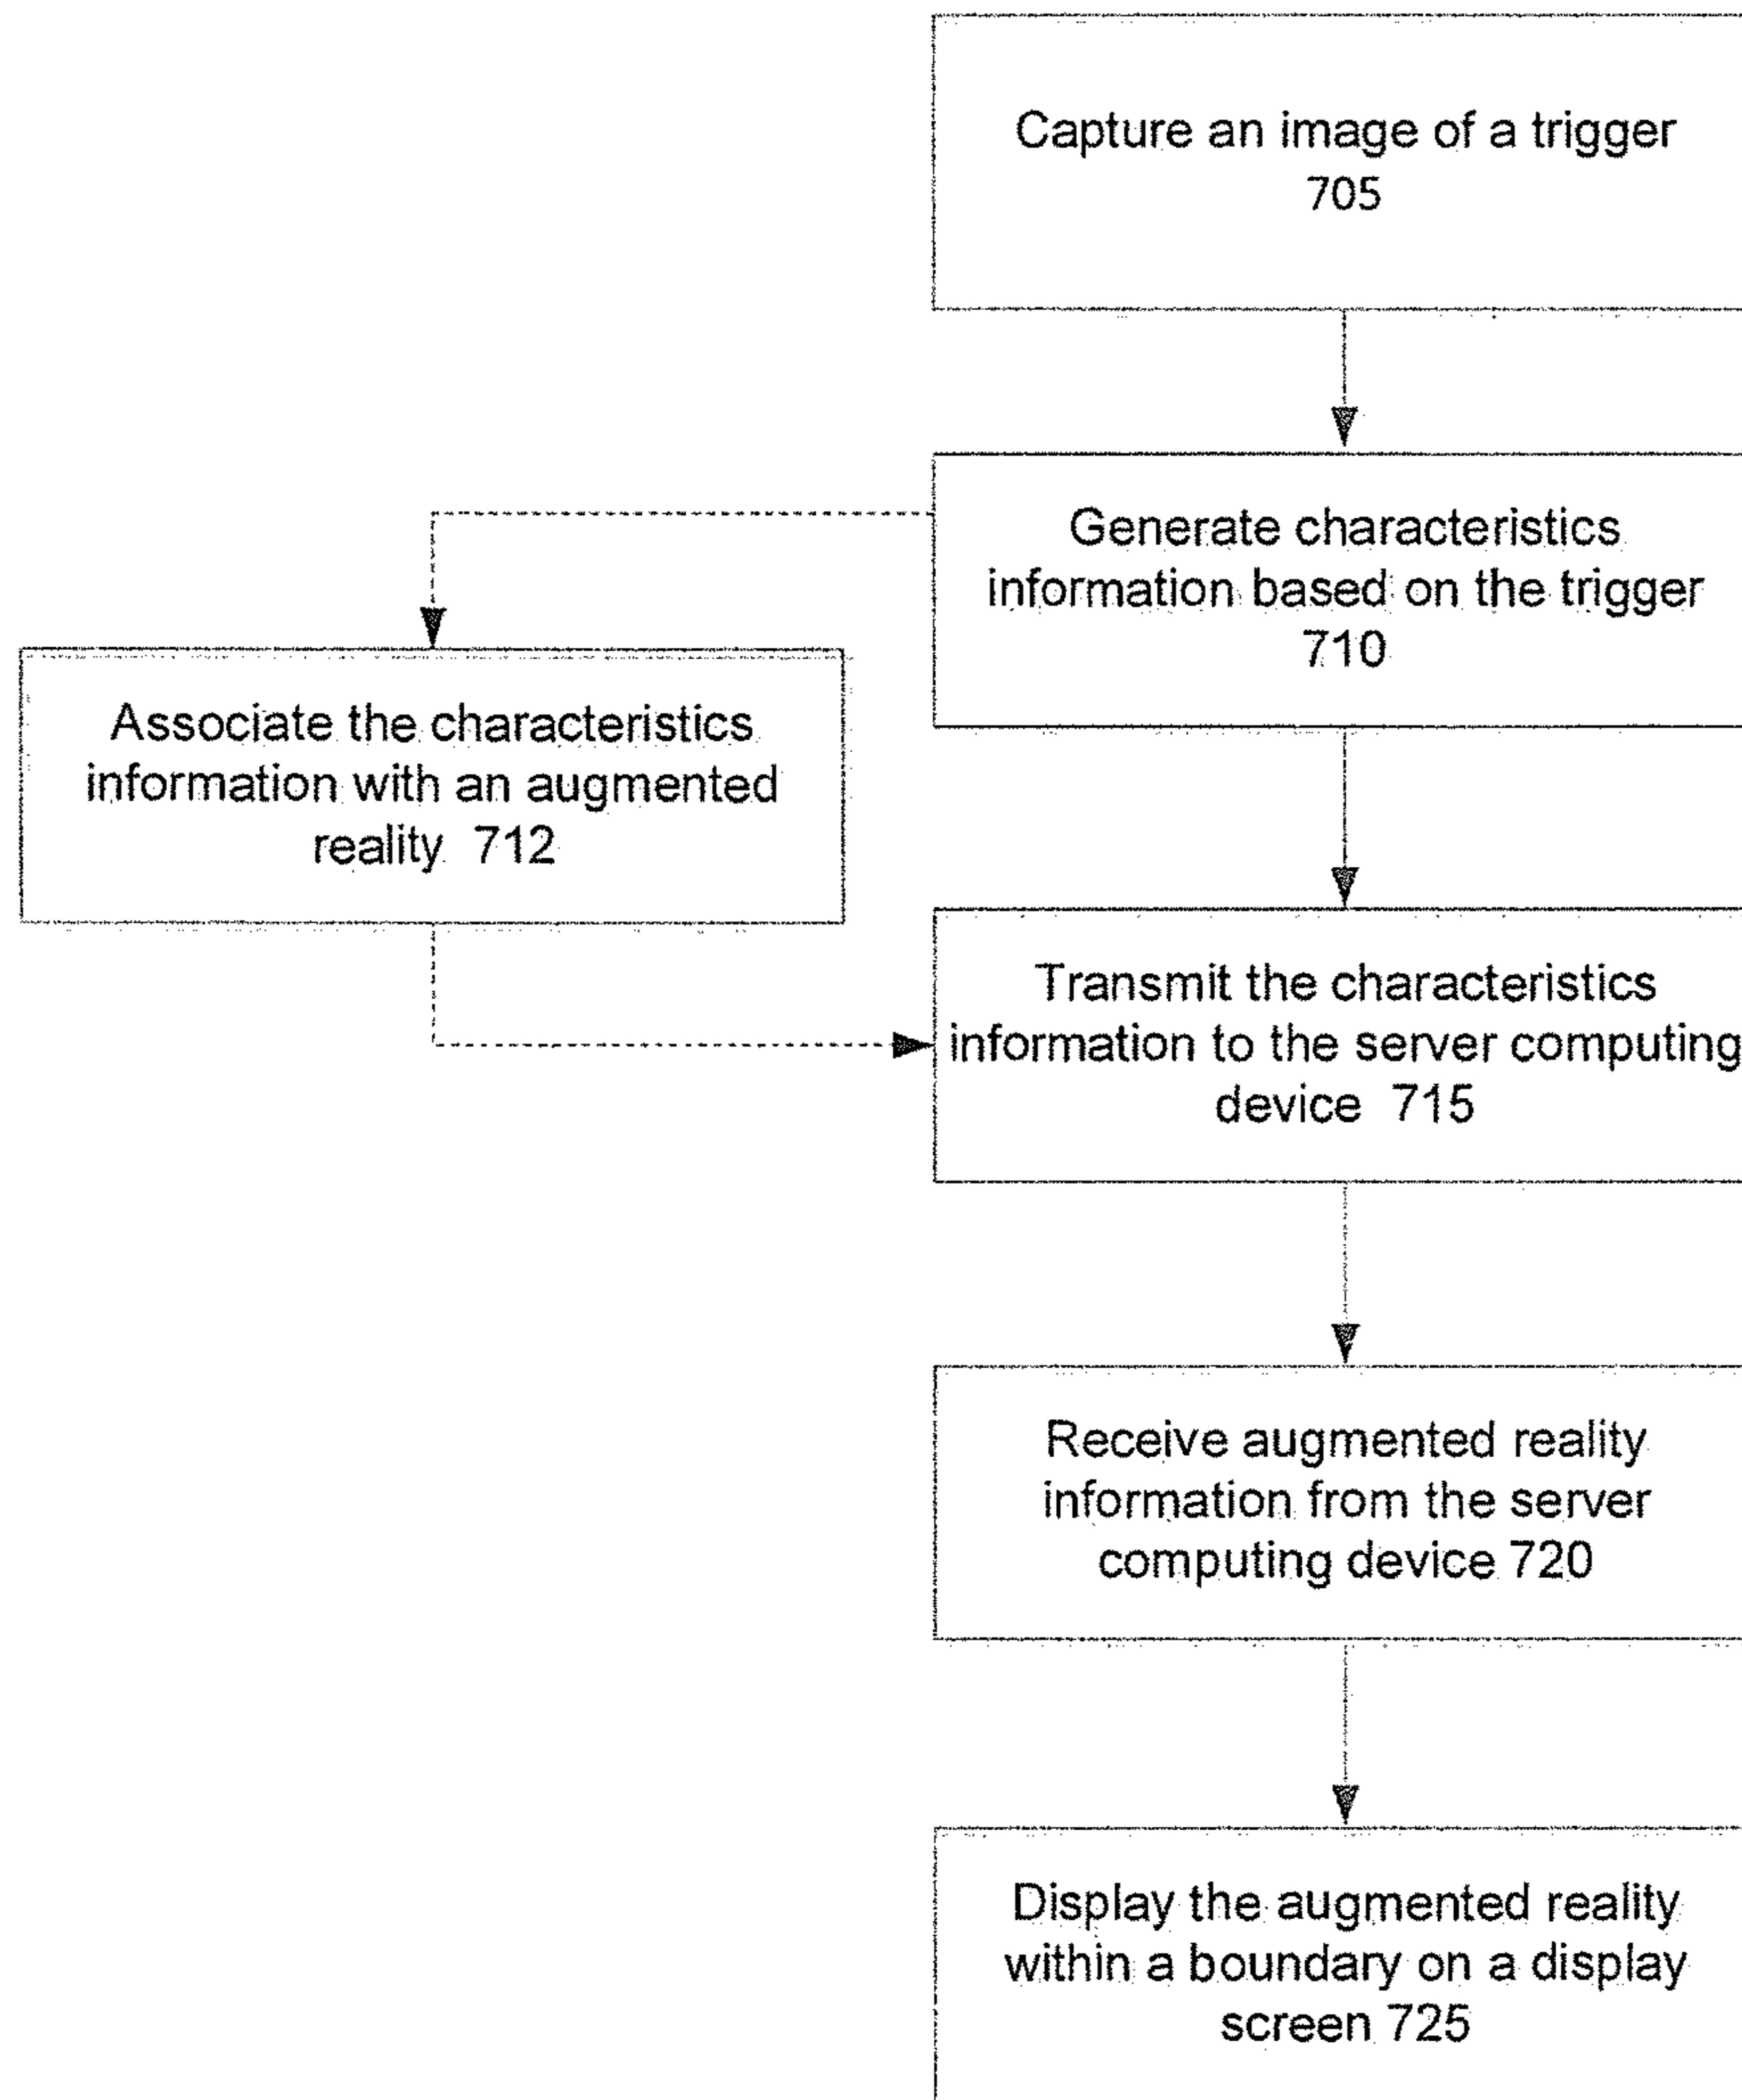 Capture an image of a trigger
705
Generate characteristics
information based on the trigger
710
Associate the characteristics
information with an augmented
reality 712
Transmit the characteristics
information to the server computing
device 715
Receive augmented reality
information from the server
computing device 720
Display the augmented reality
within a boundary on a display
screen 725